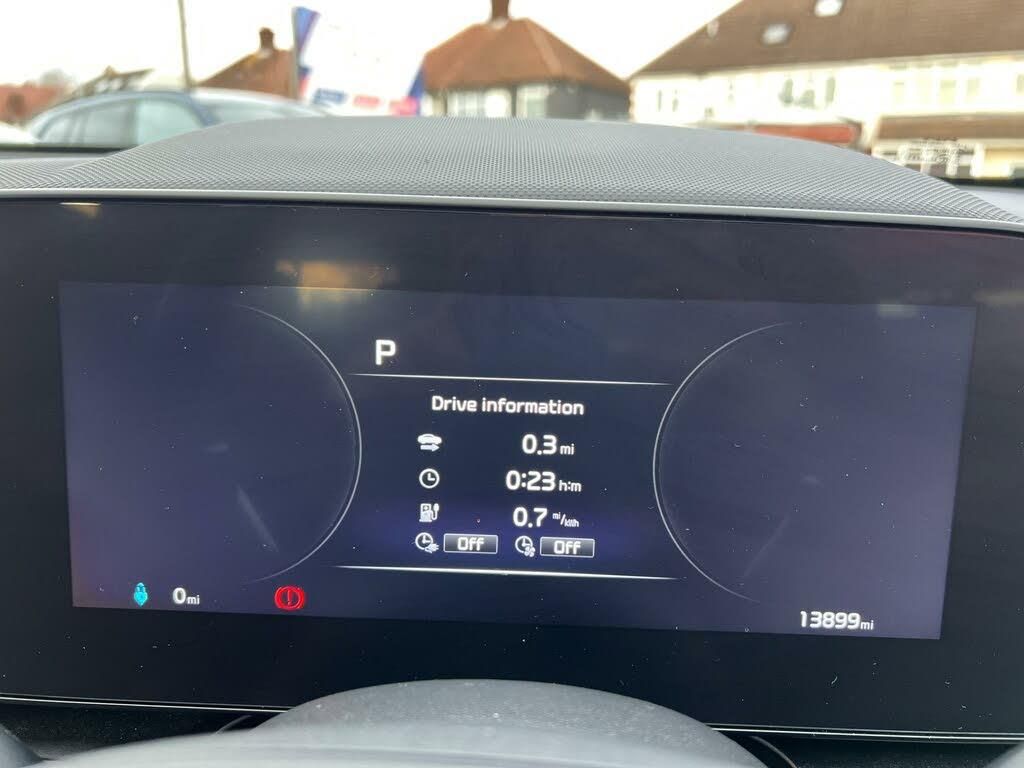 P
Drive information
0.3 mi
0:23 h:m
0.7 mi/kWh
Off Off
0mi
13899mi